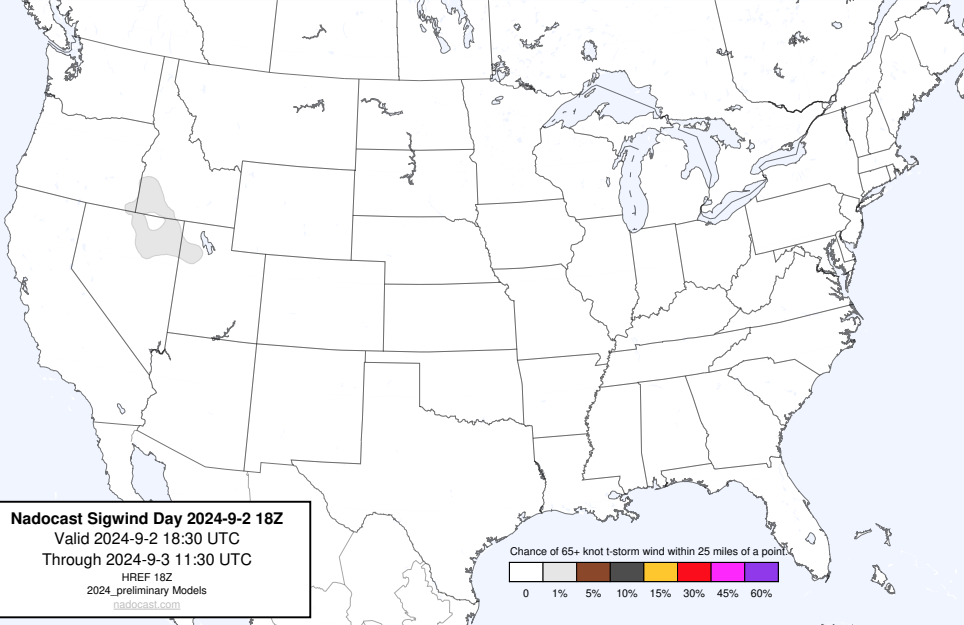 Nadocast Sigwind Day 2024-9-2 18Z
Valid 2024-9-2 18:30 UTC
Through 2024-9-3 11:30 UTC
HREF 18Z
2024_preliminary Models
nadocast.com
Chance of 65+ knot t-storm wind within 25 miles of a point.
0 1% 5% 10% 15% 30% 45% 60%